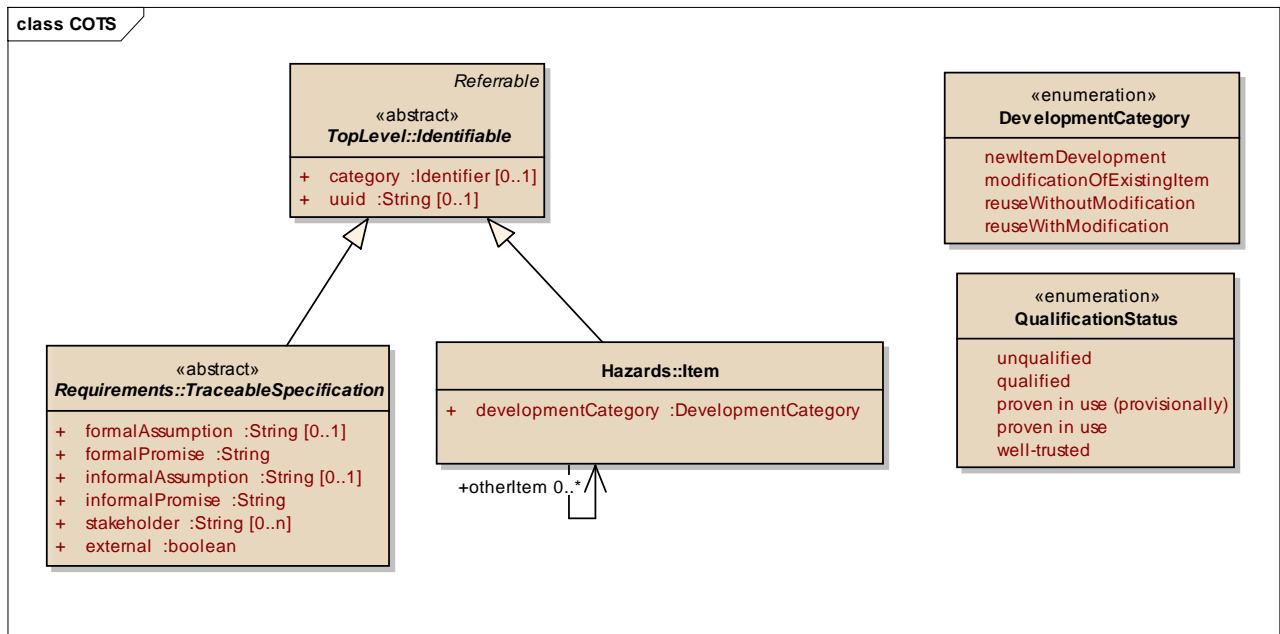 class COTS
Referrable
«abstract»
TopLevel::Identifiable
+ category :Identifier [0..1]
+ uuid :String [0..1]
«enumeration»
DevelopmentCategory
newItemDevelopment
modificationOfExistingItem
reuseWithoutModification
reuseWithModification
«enumeration»
QualificationStatus
unqualified
qualified
proven in use (provisionally)
proven in use
well-trusted
«abstract»
Requirements::TraceableSpecification
+ formalAssumption :String [0..1]
+ formalPromise :String
+ informalAssumption :String [0..1]
+ informalPromise :String
+ stakeholder :String [0..n]
+ external :boolean
Hazards::Item
+ developmentCategory :DevelopmentCategory
+otherItem 0..*